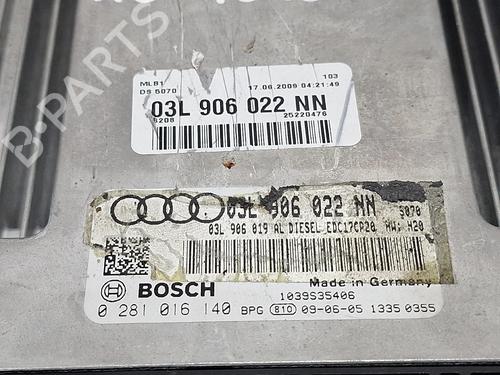 B-PARTS
MLB1 103
DS 5070 17.06.2009 04:21:49
03L 906 022 NN
6208 25220476
03L 906 022 NN 5070
03L 906 019 AL DIESEL EDC17CP20 HW: H20
BOSCH Made in Germany
1039S35406
0 281 016 140 BPG 810 09-06-05 1335 0355